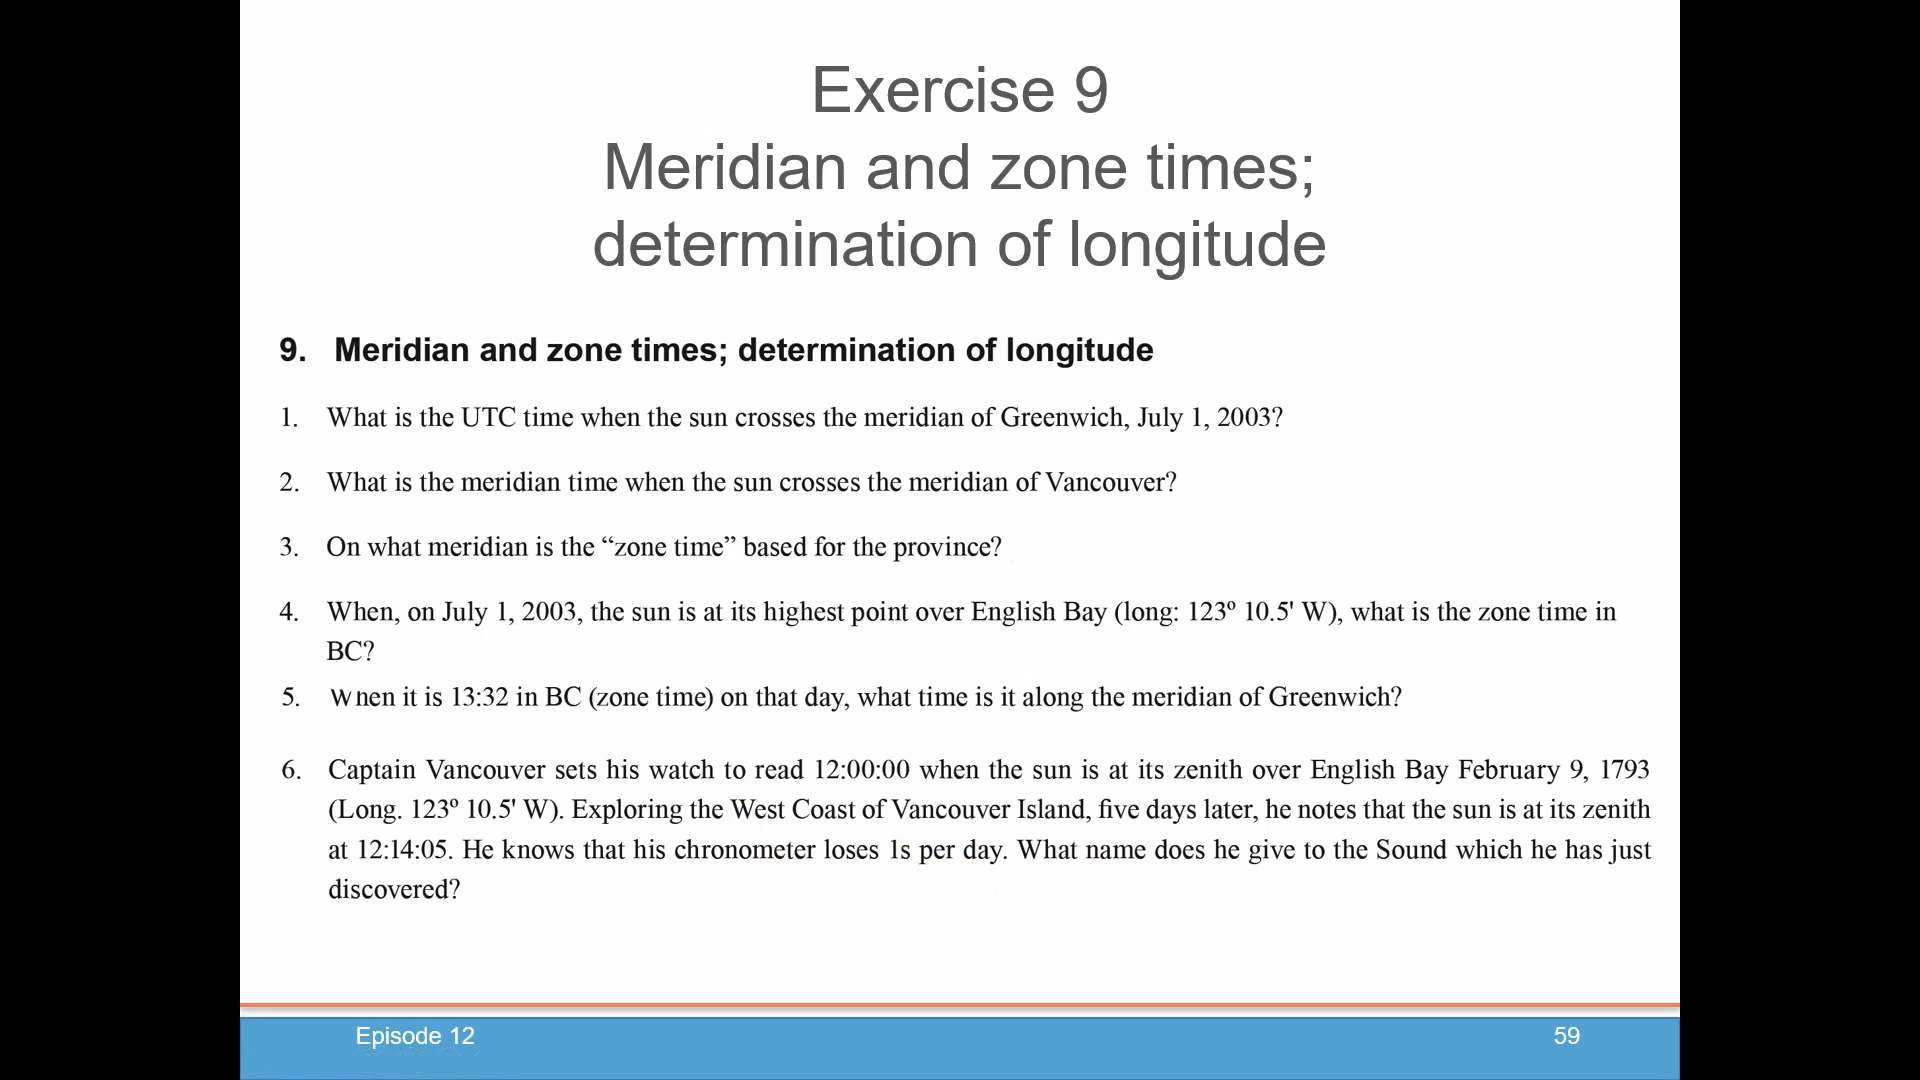 Exercise 9
Meridian and zone times;
determination of longitude
9. Meridian and zone times; determination of longitude
1. What is the UTC time when the sun crosses the meridian of Greenwich, July 1, 2003?
2. What is the meridian time when the sun crosses the meridian of Vancouver?
3. On what meridian is the “zone time” based for the province?
4. When, on July 1, 2003, the sun is at its highest point over English Bay (long: 123º 10.5' W), what is the zone time in
BC?
5. Wnen it is 13:32 in BC (zone time) on that day, what time is it along the meridian of Greenwich?
6. Captain Vancouver sets his watch to read 12:00:00 when the sun is at its zenith over English Bay February 9, 1793
(Long. 123º 10.5' W). Exploring the West Coast of Vancouver Island, five days later, he notes that the sun is at its zenith
at 12:14:05. He knows that his chronometer loses 1s per day. What name does he give to the Sound which he has just
discovered?
Episode 12
59